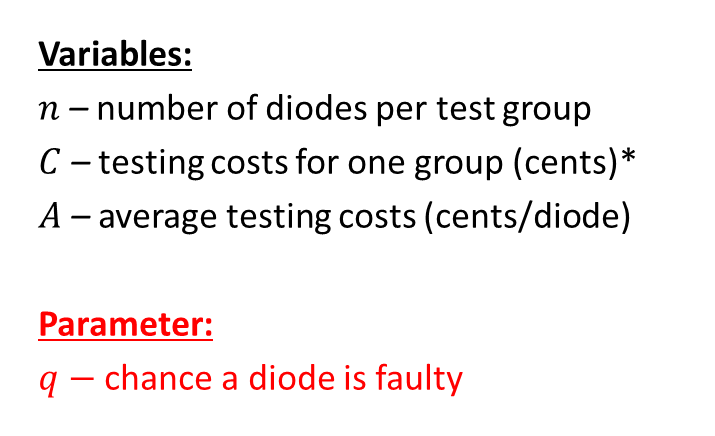 Variables:
n – number of diodes per test group
C – testing costs for one group (cents)*
A – average testing costs (cents/diode)
Parameter:
q – chance a diode is faulty